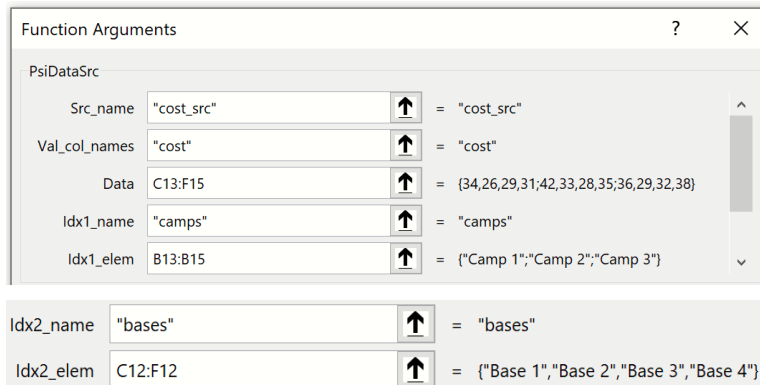 Function Arguments ? ×
PsiDataSrc
Src_name "cost_src" = "cost_src"
Val_col_names "cost" = "cost"
Data C13:F15 = {34,26,29,31;42,33,28,35;36,29,32,38}
Idx1_name "camps" = "camps"
Idx1_elem B13:B15 = {"Camp 1";"Camp 2";"Camp 3"}
Idx2_name "bases" = "bases"
Idx2_elem C12:F12 = {"Base 1","Base 2","Base 3","Base 4"}